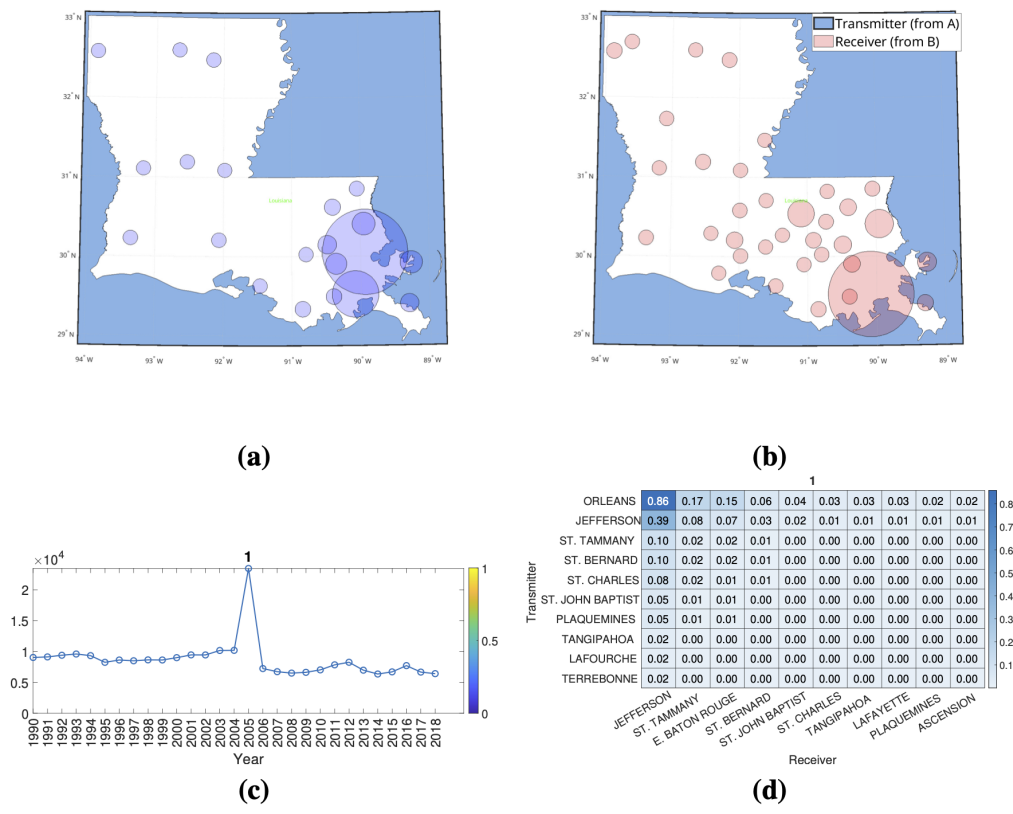 33° N
32° N
31° N
30° N
29° N
94° W 93° W 92° W 91° W 90° W 89° W
Louisiana
(a)
33° N
32° N
31° N
30° N
29° N
94° W 93° W 92° W 91° W 90° W 89° W
Transmitter (from A)
Receiver (from B)
Louisiana
(b)
1
×10⁴
2
1.5
1
0.5
0
1990 1991 1992 1993 1994 1995 1996 1997 1998 1999 2000 2001 2002 2003 2004 2005 2006 2007 2008 2009 2010 2011 2012 2013 2014 2015 2016 2017 2018
Year
1
0.5
0
(c)
1
Transmitter
ORLEANS 0.86 0.17 0.15 0.06 0.04 0.03 0.03 0.03 0.02 0.02
JEFFERSON 0.39 0.08 0.07 0.03 0.02 0.01 0.01 0.01 0.01 0.01
ST. TAMMANY 0.10 0.02 0.02 0.01 0.00 0.00 0.00 0.00 0.00 0.00
ST. BERNARD 0.10 0.02 0.02 0.01 0.00 0.00 0.00 0.00 0.00 0.00
ST. CHARLES 0.08 0.02 0.01 0.01 0.00 0.00 0.00 0.00 0.00 0.00
ST. JOHN BAPTIST 0.05 0.01 0.01 0.00 0.00 0.00 0.00 0.00 0.00 0.00
PLAQUEMINES 0.05 0.01 0.01 0.00 0.00 0.00 0.00 0.00 0.00 0.00
TANGIPAHOA 0.02 0.00 0.00 0.00 0.00 0.00 0.00 0.00 0.00 0.00
LAFOURCHE 0.02 0.00 0.00 0.00 0.00 0.00 0.00 0.00 0.00 0.00
TERREBONNE 0.02 0.00 0.00 0.00 0.00 0.00 0.00 0.00 0.00 0.00
JEFFERSON
ST. TAMMANY
E. BATON ROUGE
ST. BERNARD
ST. JOHN BAPTIST
ST. CHARLES
TANGIPAHOA
LAFAYETTE
PLAQUEMINES
ASCENSION
Receiver
0.8
0.7
0.6
0.5
0.4
0.3
0.2
0.1
(d)